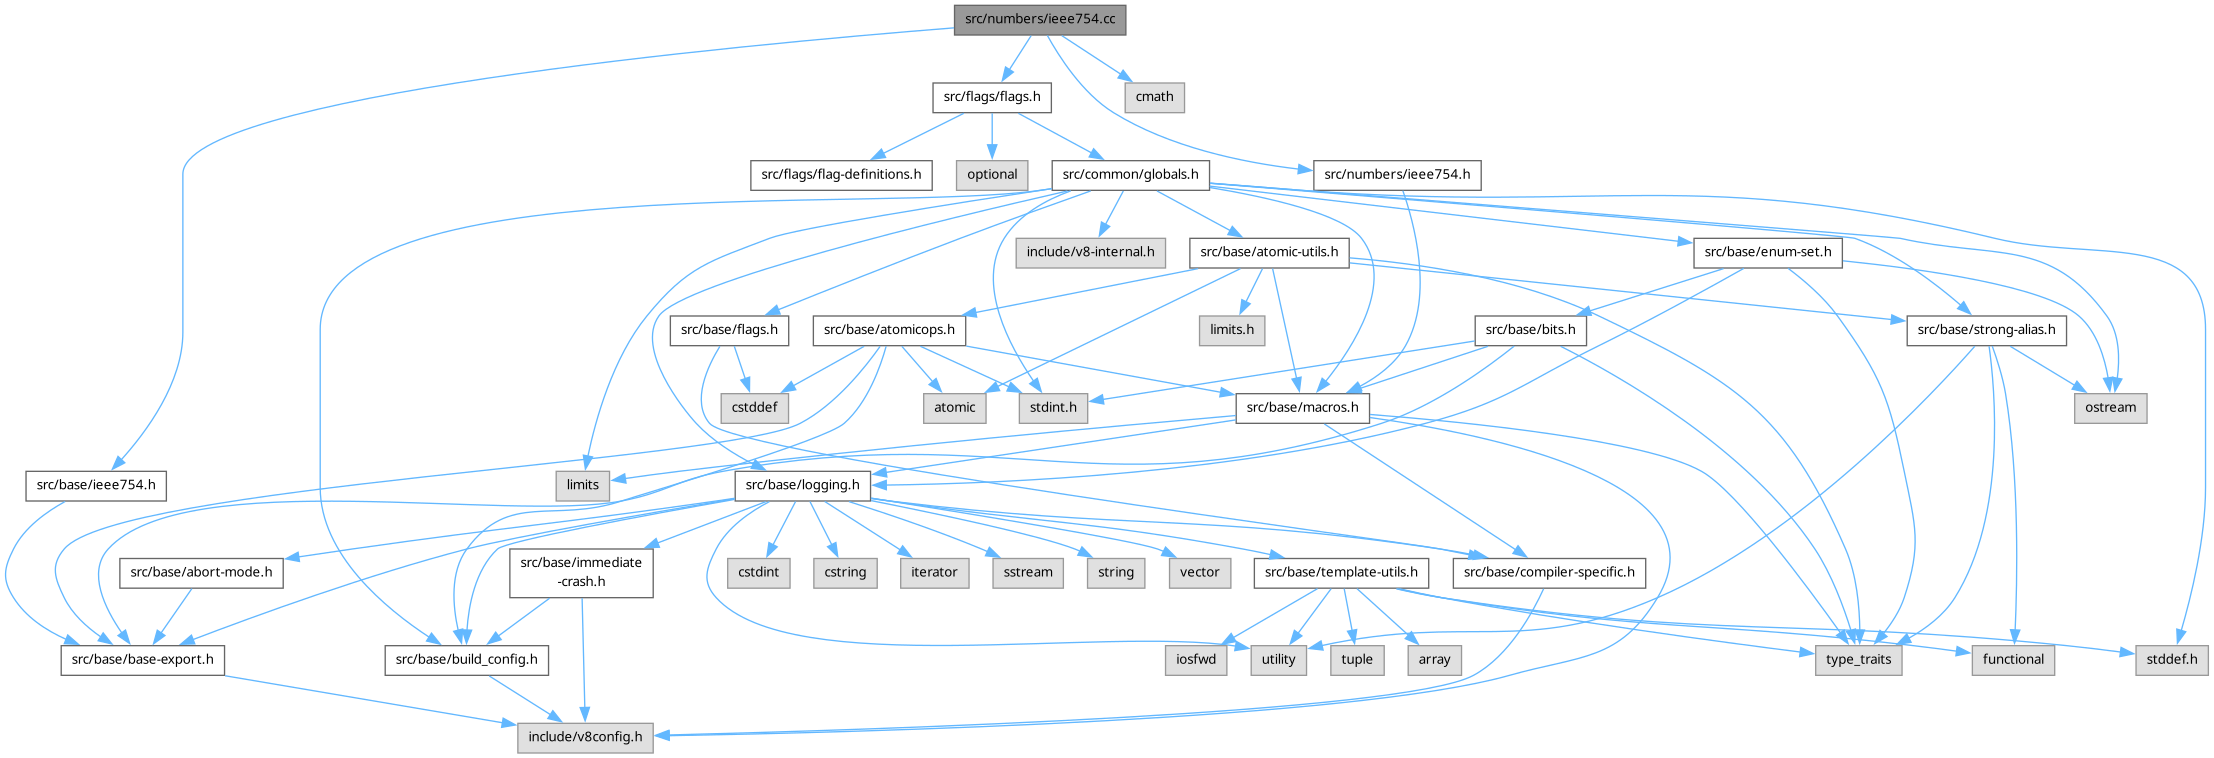 src/numbers/ieee754.cc
src/flags/flags.h
cmath
src/flags/flag-definitions.h
optional
src/common/globals.h
src/numbers/ieee754.h
include/v8-internal.h
src/base/atomic-utils.h
src/base/enum-set.h
src/base/flags.h
src/base/atomicops.h
limits.h
src/base/bits.h
src/base/strong-alias.h
cstddef
atomic
stdint.h
src/base/macros.h
ostream
src/base/ieee754.h
limits
src/base/logging.h
src/base/abort-mode.h
src/base/immediate
-crash.h
cstdint
cstring
iterator
sstream
string
vector
src/base/template-utils.h
src/base/compiler-specific.h
src/base/base-export.h
src/base/build_config.h
iosfwd
utility
tuple
array
type_traits
functional
stddef.h
include/v8config.h